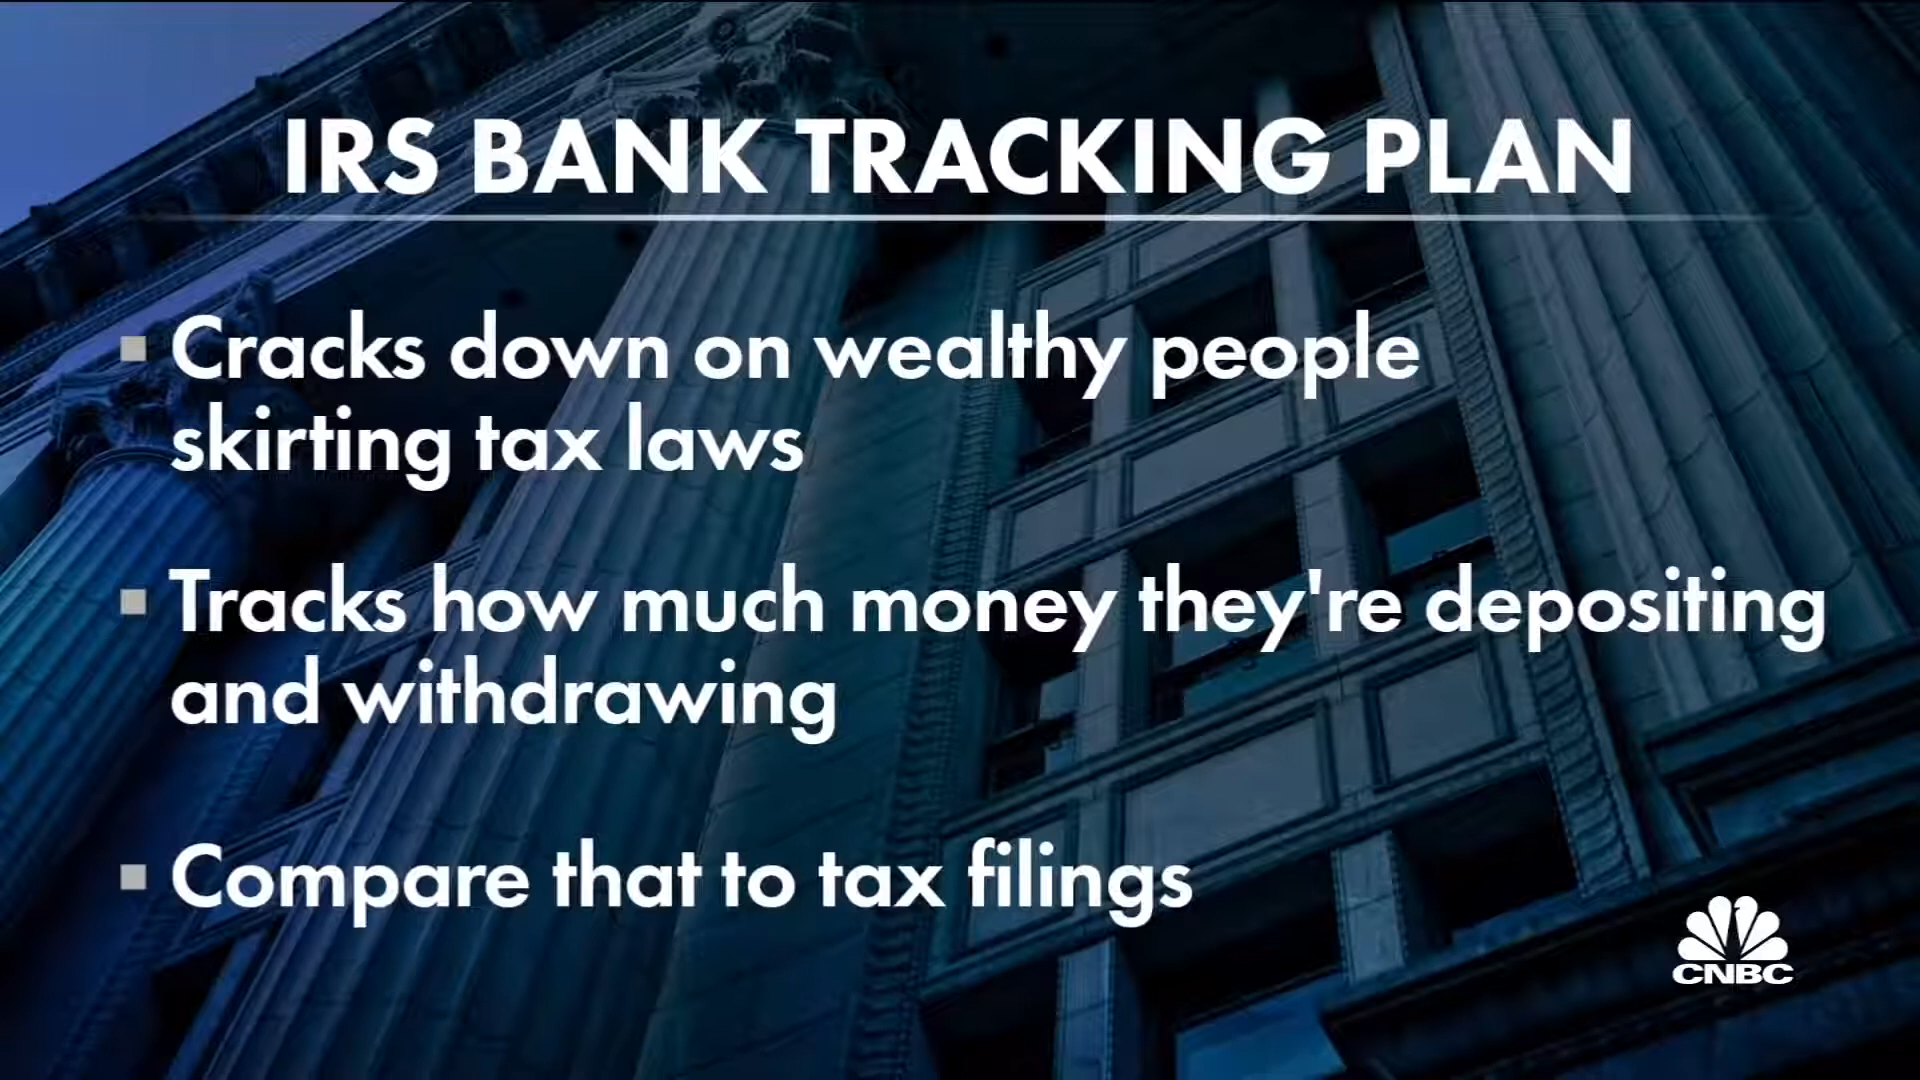 IRS BANK TRACKING PLAN
Cracks down on wealthy people
skirting tax laws
Tracks how much money they're depositing
and withdrawing
Compare that to tax filings
CNBC